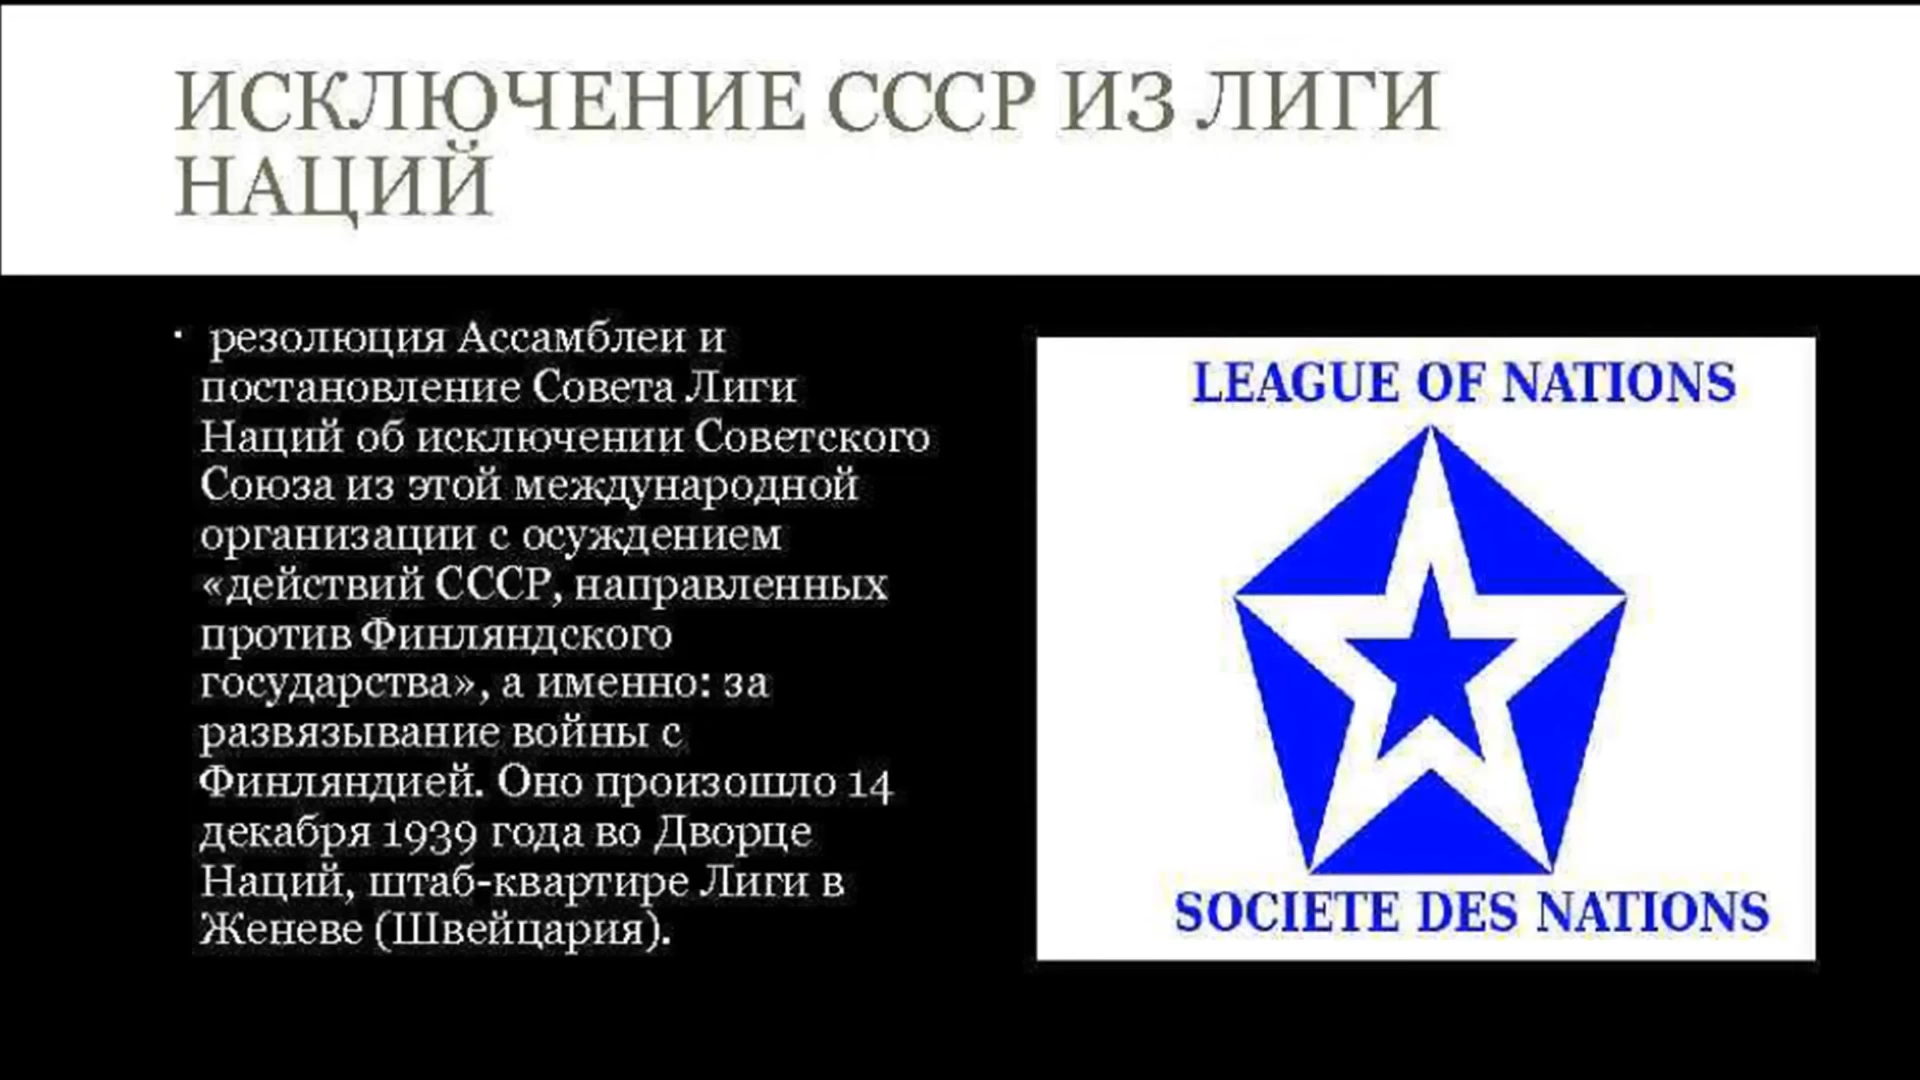 ИСКЛЮЧЕНИЕ СССР ИЗ ЛИГИ
НАЦИЙ
· резолюция Ассамблеи и
постановление Совета Лиги
Наций об исключении Советского
Союза из этой международной
организации с осуждением
«действий СССР, направленных
против Финляндского
государства», а именно: за
развязывание войны с
Финляндией. Оно произошло 14
декабря 1939 года во Дворце
Наций, штаб-квартире Лиги в
Женеве (Швейцария).
LEAGUE OF NATIONS
SOCIETE DES NATIONS